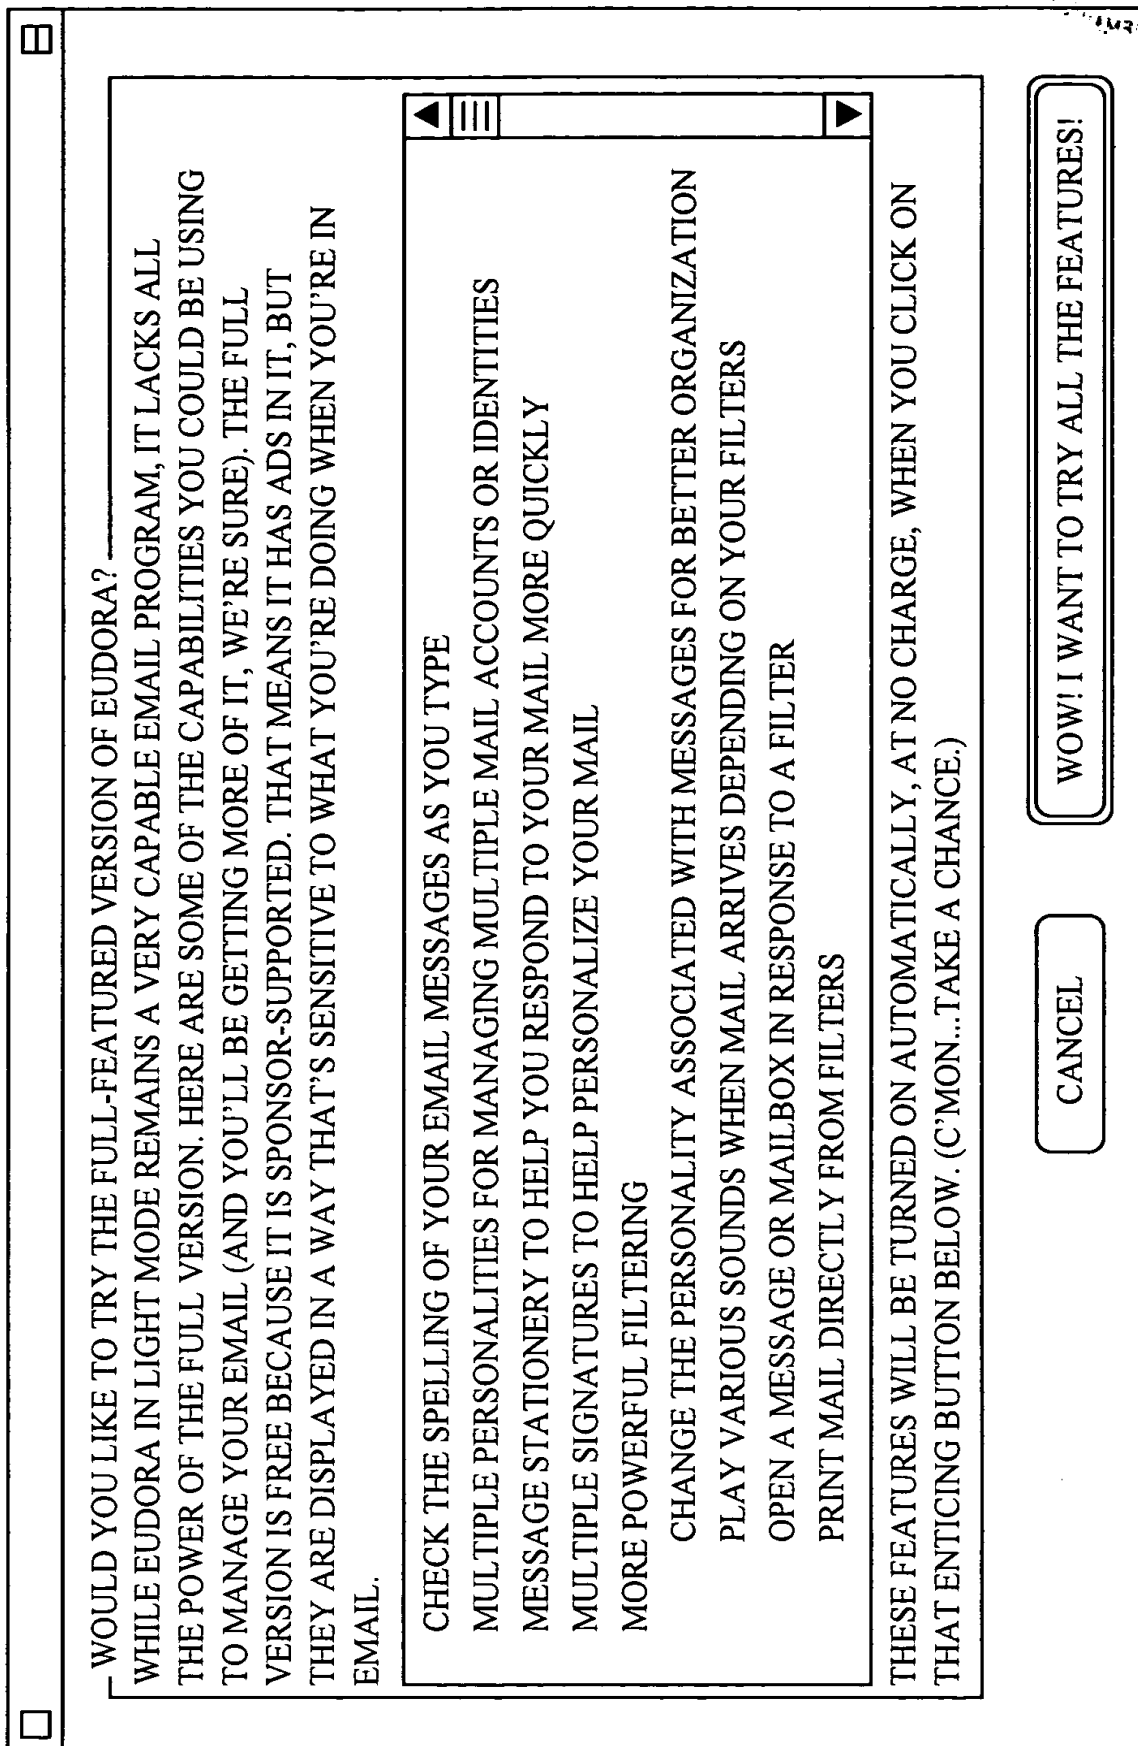 WOULD YOU LIKE TO TRY THE FULL-FEATURED VERSION OF EUDORA?
WHILE EUDORA IN LIGHT MODE REMAINS A VERY CAPABLE EMAIL PROGRAM, IT LACKS ALL
THE POWER OF THE FULL VERSION. HERE ARE SOME OF THE CAPABILITIES YOU COULD BE USING
TO MANAGE YOUR EMAIL (AND YOU'LL BE GETTING MORE OF IT, WE'RE SURE). THE FULL
VERSION IS FREE BECAUSE IT IS SPONSOR-SUPPORTED. THAT MEANS IT HAS ADS IN IT, BUT
THEY ARE DISPLAYED IN A WAY THAT'S SENSITIVE TO WHAT YOU'RE DOING WHEN YOU'RE IN
EMAIL.
CHECK THE SPELLING OF YOUR EMAIL MESSAGES AS YOU TYPE
MULTIPLE PERSONALITIES FOR MANAGING MULTIPLE MAIL ACCOUNTS OR IDENTITIES
MESSAGE STATIONERY TO HELP YOU RESPOND TO YOUR MAIL MORE QUICKLY
MULTIPLE SIGNATURES TO HELP PERSONALIZE YOUR MAIL
MORE POWERFUL FILTERING
CHANGE THE PERSONALITY ASSOCIATED WITH MESSAGES FOR BETTER ORGANIZATION
PLAY VARIOUS SOUNDS WHEN MAIL ARRIVES DEPENDING ON YOUR FILTERS
OPEN A MESSAGE OR MAILBOX IN RESPONSE TO A FILTER
PRINT MAIL DIRECTLY FROM FILTERS
THESE FEATURES WILL BE TURNED ON AUTOMATICALLY, AT NO CHARGE, WHEN YOU CLICK ON
THAT ENTICING BUTTON BELOW. (C'MON...TAKE A CHANCE.)
CANCEL
WOW! I WANT TO TRY ALL THE FEATURES!